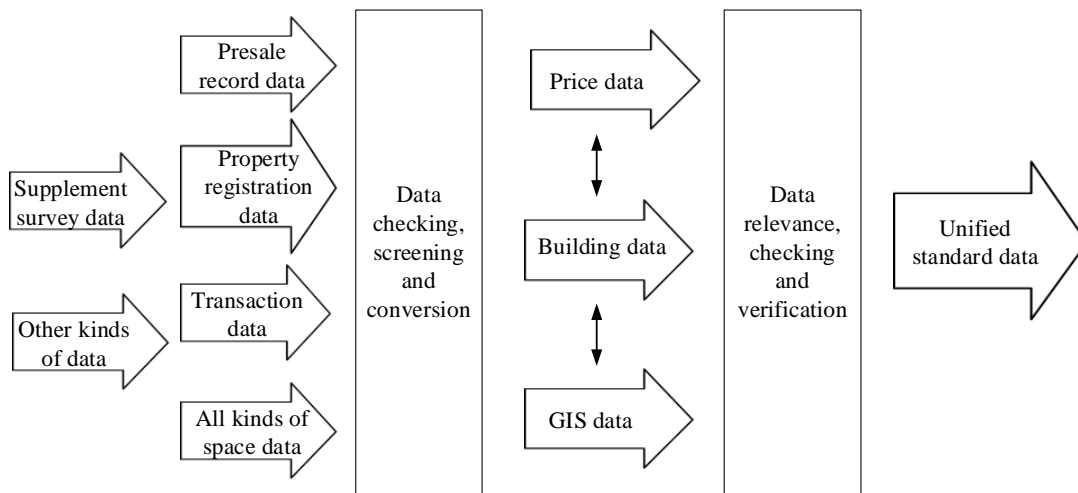 Supplement
survey data
Other kinds
of data
Presale
record data
Property
registration
data
Transaction
data
All kinds of
space data
Data
checking,
screening
and
conversion
Price data
Building data
GIS data
Data
relevance,
checking
and
verification
Unified
standard data